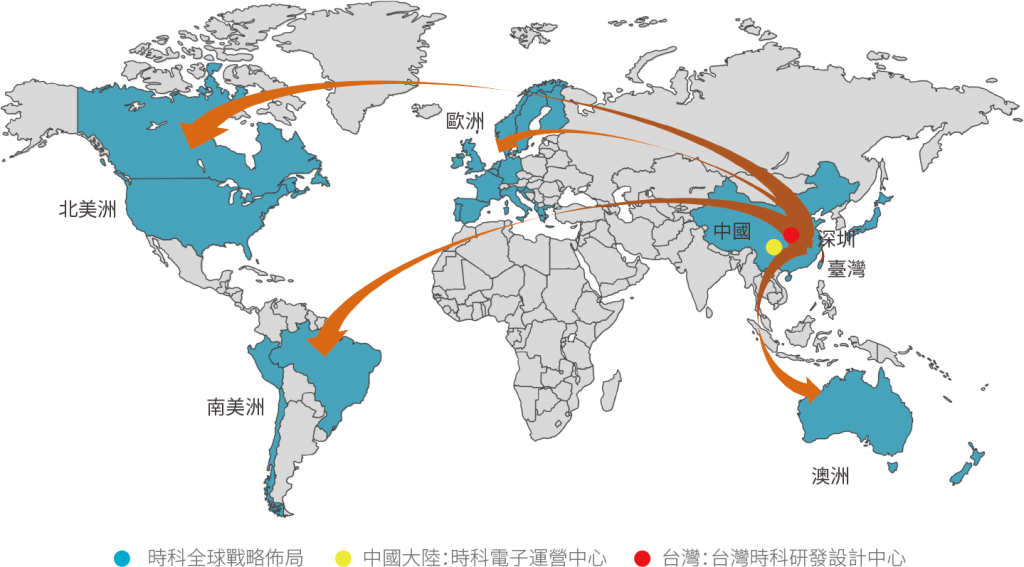 歐洲
北美洲
中國
深圳
臺灣
南美洲
澳洲
時科全球戰略佈局
中國大陸：時科電子運營中心
台灣：台灣時科研發設計中心